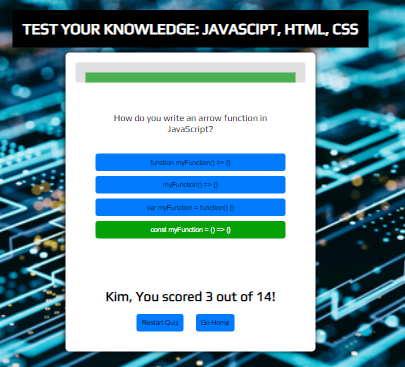 TEST YOUR KNOWLEDGE: JAVASCIPT, HTML, CSS
How do you write an arrow function in
JavaScript?
function myFunction() => {}
myFunction() => {}
var myFunction = function() {}
const myFunction = () => {}
Kim, You scored 3 out of 14!
Restart Quiz
Go Home